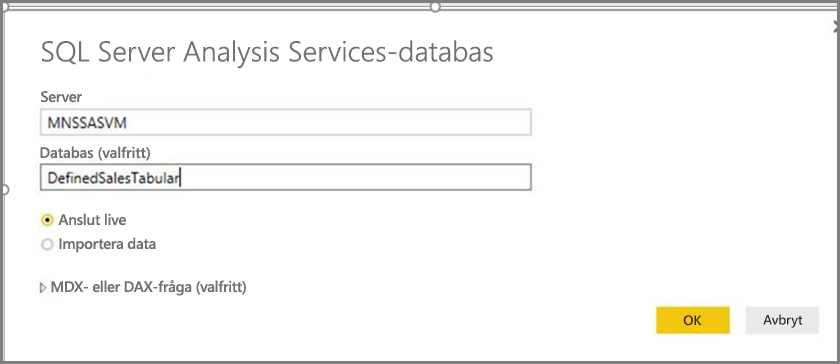 SQL Server Analysis Services-databas
Server
MNSSASVM
Databas (valfritt)
DefinedSalesTabular
Anslut live
Importera data
MDX- eller DAX-fråga (valfritt)
OK
Avbryt